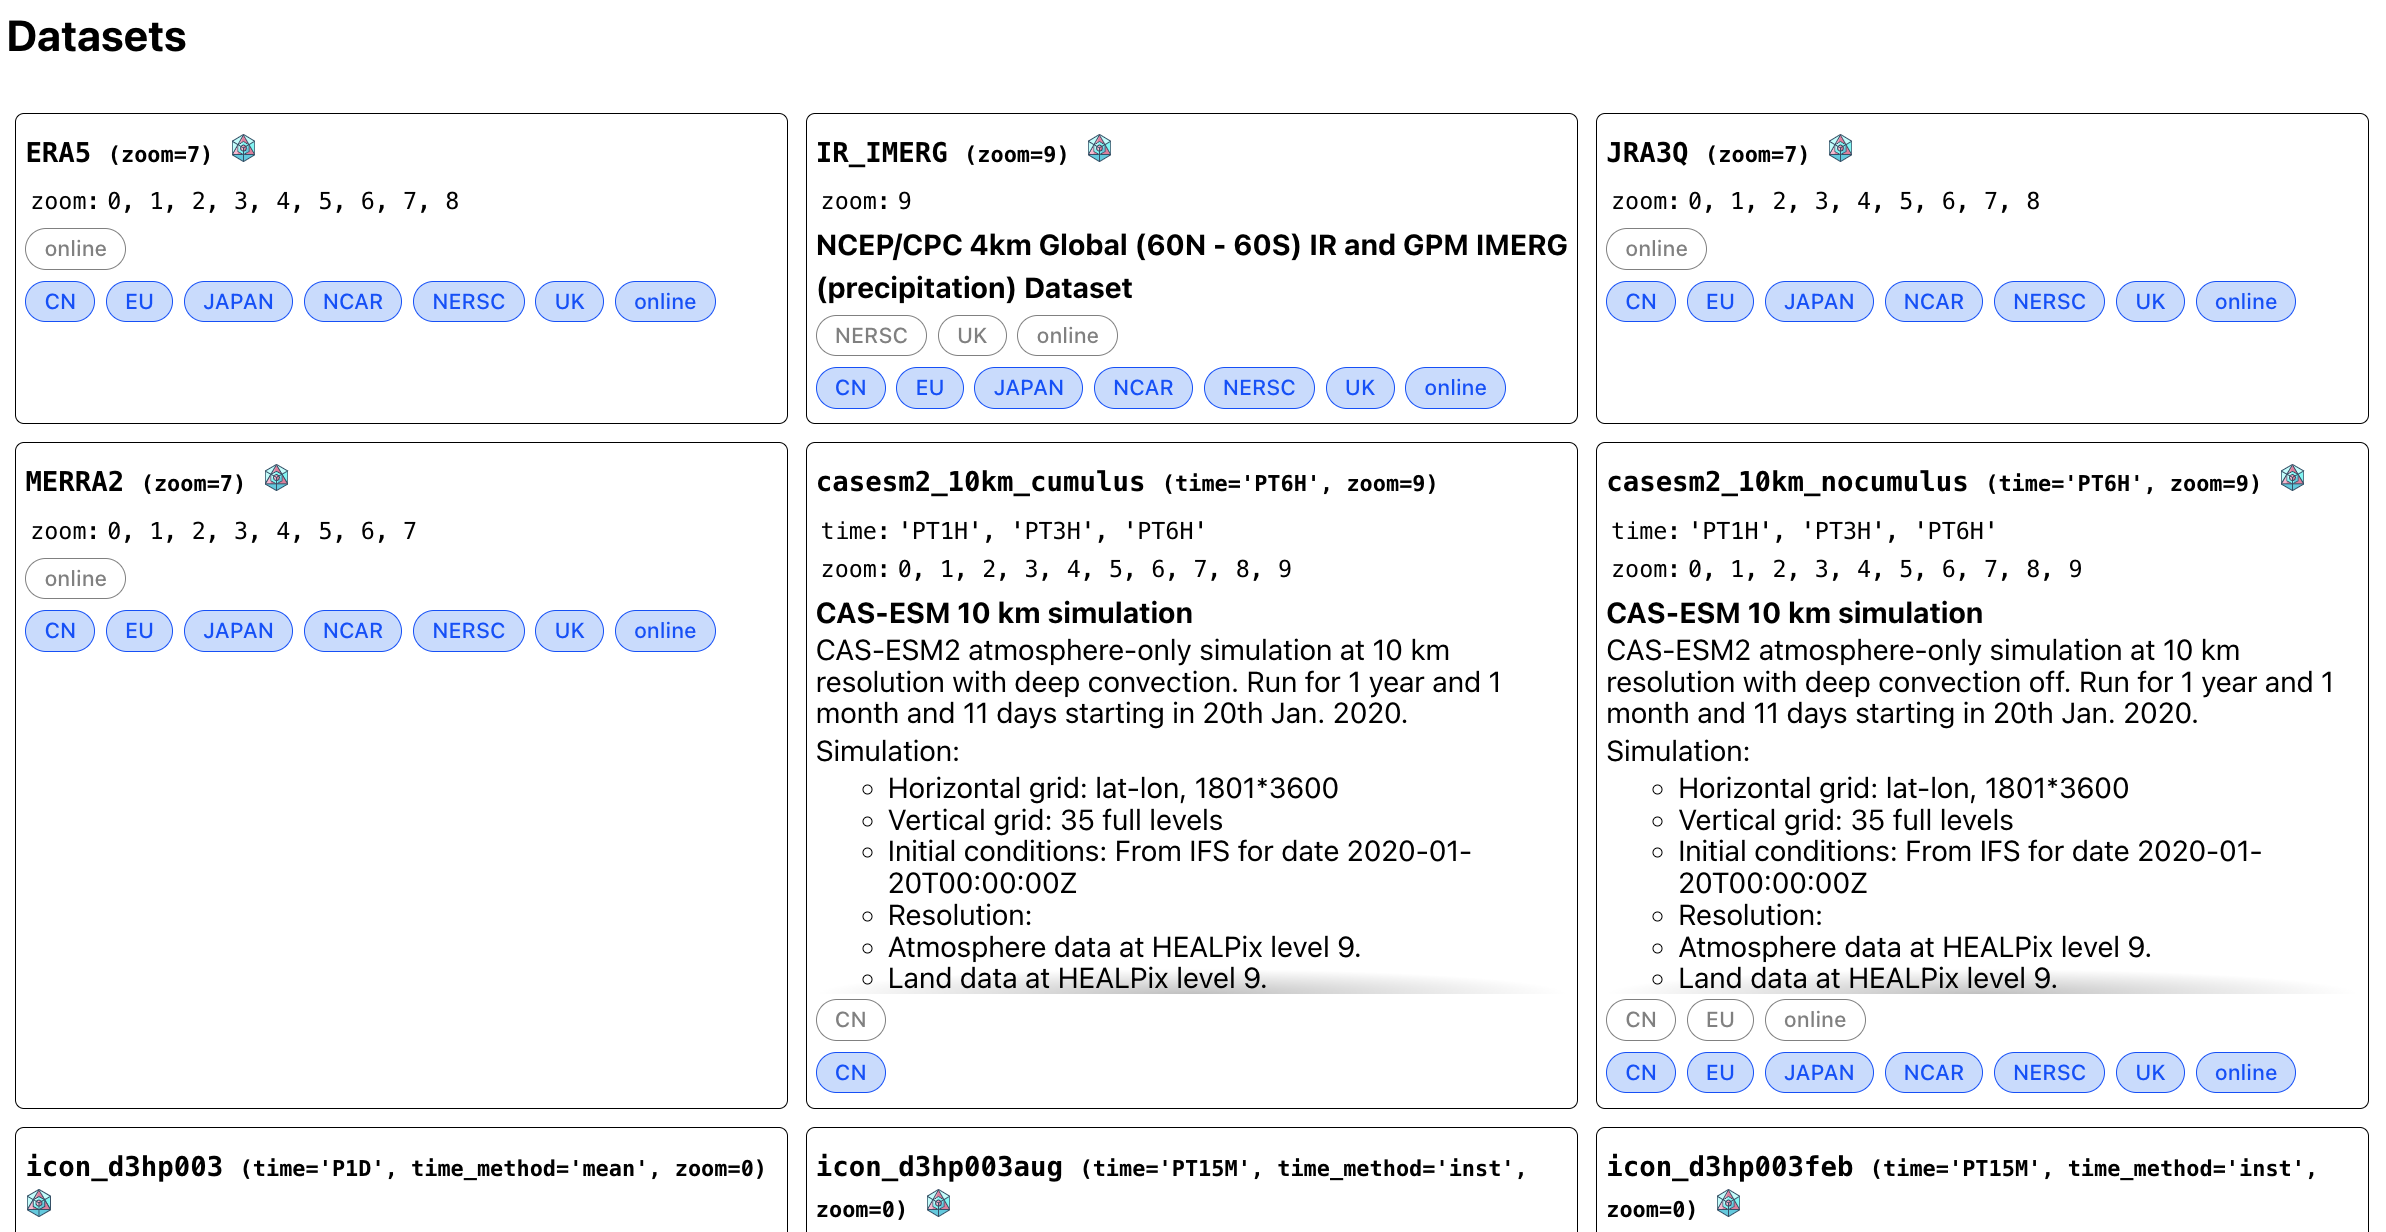 Datasets
ERA5 (zoom=7)
zoom: 0, 1, 2, 3, 4, 5, 6, 7, 8
online
CN EU JAPAN NCAR NERSC UK online
IR_IMERG (zoom=9)
zoom: 9
NCEP/CPC 4km Global (60N - 60S) IR and GPM IMERG
(precipitation) Dataset
NERSC UK online
CN EU JAPAN NCAR NERSC UK online
JRA3Q (zoom=7)
zoom: 0, 1, 2, 3, 4, 5, 6, 7, 8
online
CN EU JAPAN NCAR NERSC UK online
MERRA2 (zoom=7)
zoom: 0, 1, 2, 3, 4, 5, 6, 7
online
CN EU JAPAN NCAR NERSC UK online
casesm2_10km_cumulus (time='PT6H', zoom=9)
time: 'PT1H', 'PT3H', 'PT6H'
zoom: 0, 1, 2, 3, 4, 5, 6, 7, 8, 9
CAS-ESM 10 km simulation
CAS-ESM2 atmosphere-only simulation at 10 km
resolution with deep convection. Run for 1 year and 1
month and 11 days starting in 20th Jan. 2020.
Simulation:
◦ Horizontal grid: lat-lon, 1801*3600
◦ Vertical grid: 35 full levels
◦ Initial conditions: From IFS for date 2020-01-
20T00:00:00Z
◦ Resolution:
◦ Atmosphere data at HEALPix level 9.
◦ Land data at HEALPix level 9.
CN
CN
casesm2_10km_nocumulus (time='PT6H', zoom=9)
time: 'PT1H', 'PT3H', 'PT6H'
zoom: 0, 1, 2, 3, 4, 5, 6, 7, 8, 9
CAS-ESM 10 km simulation
CAS-ESM2 atmosphere-only simulation at 10 km
resolution with deep convection off. Run for 1 year and 1
month and 11 days starting in 20th Jan. 2020.
Simulation:
◦ Horizontal grid: lat-lon, 1801*3600
◦ Vertical grid: 35 full levels
◦ Initial conditions: From IFS for date 2020-01-
20T00:00:00Z
◦ Resolution:
◦ Atmosphere data at HEALPix level 9.
◦ Land data at HEALPix level 9.
CN EU online
CN EU JAPAN NCAR NERSC UK online
icon_d3hp003 (time='P1D', time_method='mean', zoom=0)
icon_d3hp003aug (time='PT15M', time_method='inst',
zoom=0)
icon_d3hp003feb (time='PT15M', time_method='inst',
zoom=0)